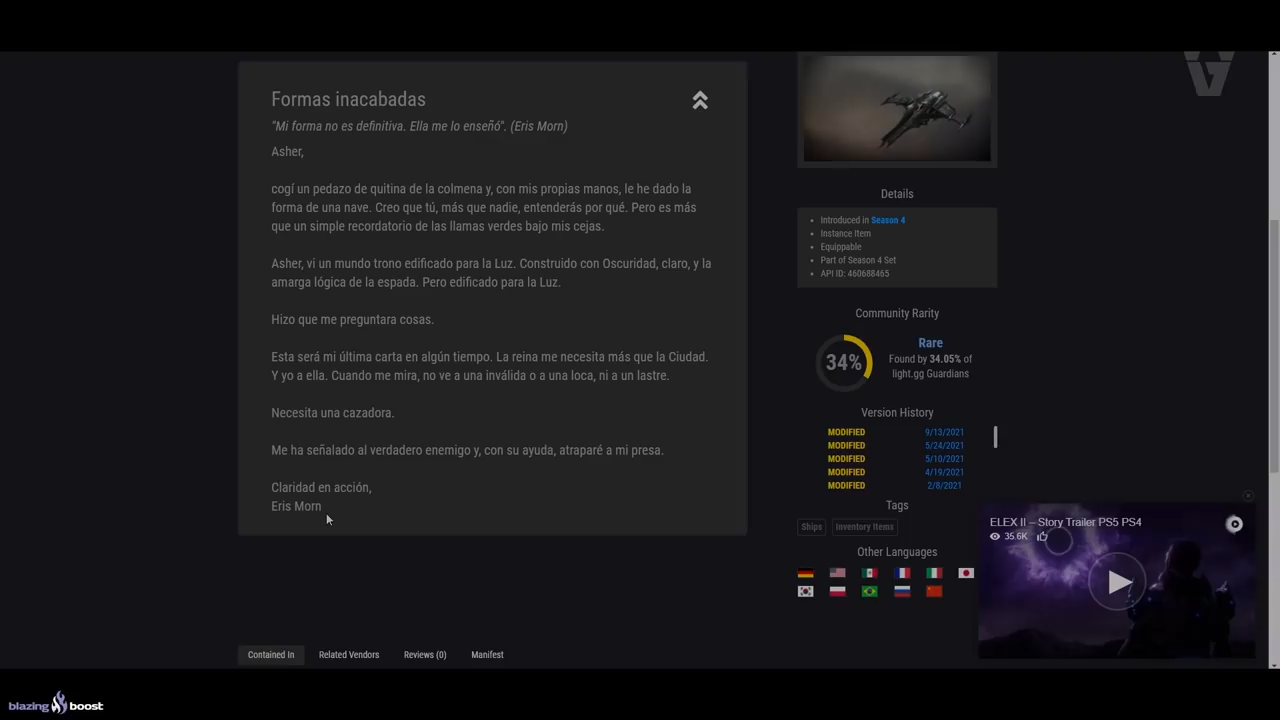 Formas inacabadas
"Mi forma no es definitiva. Ella me lo enseñó". (Eris Morn)
Asher,
cogí un pedazo de quitina de la colmena y, con mis propias manos, le he dado la
forma de una nave. Creo que tú, más que nadie, entenderás por qué. Pero es más
que un simple recordatorio de las llamas verdes bajo mis cejas.
Asher, vi un mundo trono edificado para la Luz. Construido con Oscuridad, claro, y la
amarga lógica de la espada. Pero edificado para la Luz.
Hizo que me preguntara cosas.
Esta será mi última carta en algún tiempo. La reina me necesita más que la Ciudad.
Y yo a ella. Cuando me mira, no ve a una inválida o a una loca, ni a un lastre.
Necesita una cazadora.
Me ha señalado al verdadero enemigo y, con su ayuda, atraparé a mi presa.
Claridad en acción,
Eris Morn
Details
Introduced in Season 4
Instance Item
Equippable
Part of Season 4 Set
API ID: 460688465
Community Rarity
34%
Rare
Found by 34.05% of
light.gg Guardians
Version History
MODIFIED 9/13/2021
MODIFIED 5/24/2021
MODIFIED 5/10/2021
MODIFIED 4/19/2021
MODIFIED 2/8/2021
Tags
Ships
Inventory Items
Other Languages
ELEX II – Story Trailer PS5 PS4
35.6K
Contained In
Related Vendors
Reviews (0)
Manifest
blazing boost